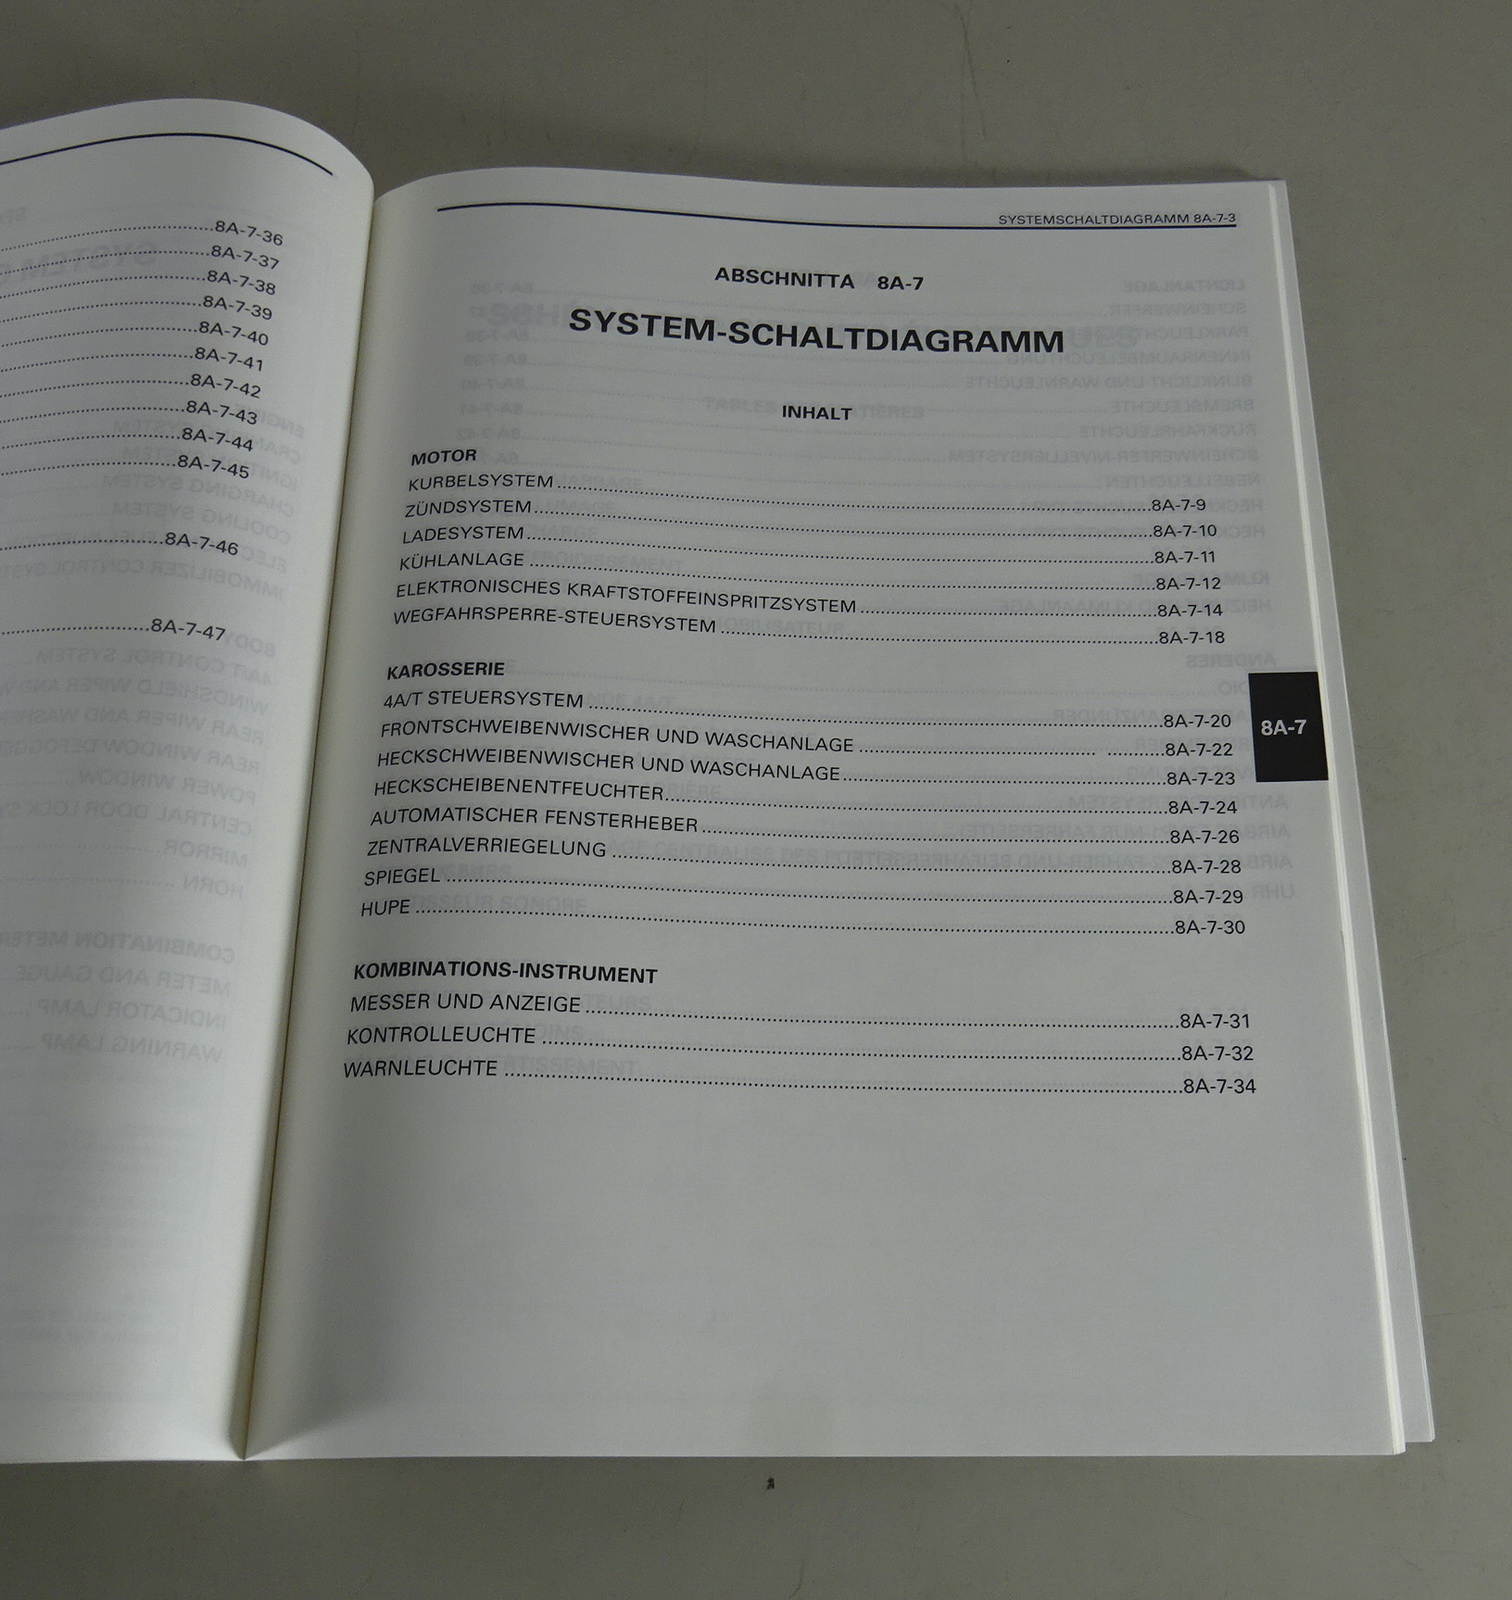 8A-7-36
8A-7-37
8A-7-38
8A-7-39
8A-7-40
8A-7-41
8A-7-42
8A-7-43
8A-7-44
8A-7-45
8A-7-46
8A-7-47
SYSTEMSCHALTDIAGRAMM 8A-7-3
ABSCHNITTA 8A-7
SYSTEM-SCHALTDIAGRAMM
INHALT
MOTOR
KURBELSYSTEM 8A-7-9
ZÜNDSYSTEM 8A-7-10
LADESYSTEM 8A-7-11
KÜHLANLAGE 8A-7-12
ELEKTRONISCHES KRAFTSTOFFEINSPRITZSYSTEM 8A-7-14
WEGFAHRSPERRE-STEUERSYSTEM 8A-7-18
KAROSSERIE
4A/T STEUERSYSTEM 8A-7-20
FRONTSCHWEIBENWISCHER UND WASCHANLAGE 8A-7-22
HECKSCHWEIBENWISCHER UND WASCHANLAGE 8A-7-23
HECKSCHEIBENENTFEUCHTER 8A-7-24
AUTOMATISCHER FENSTERHEBER 8A-7-26
ZENTRALVERRIEGELUNG 8A-7-28
SPIEGEL 8A-7-29
HUPE 8A-7-30
KOMBINATIONS-INSTRUMENT
MESSER UND ANZEIGE 8A-7-31
KONTROLLEUCHTE 8A-7-32
WARNLEUCHTE 8A-7-34
8A-7